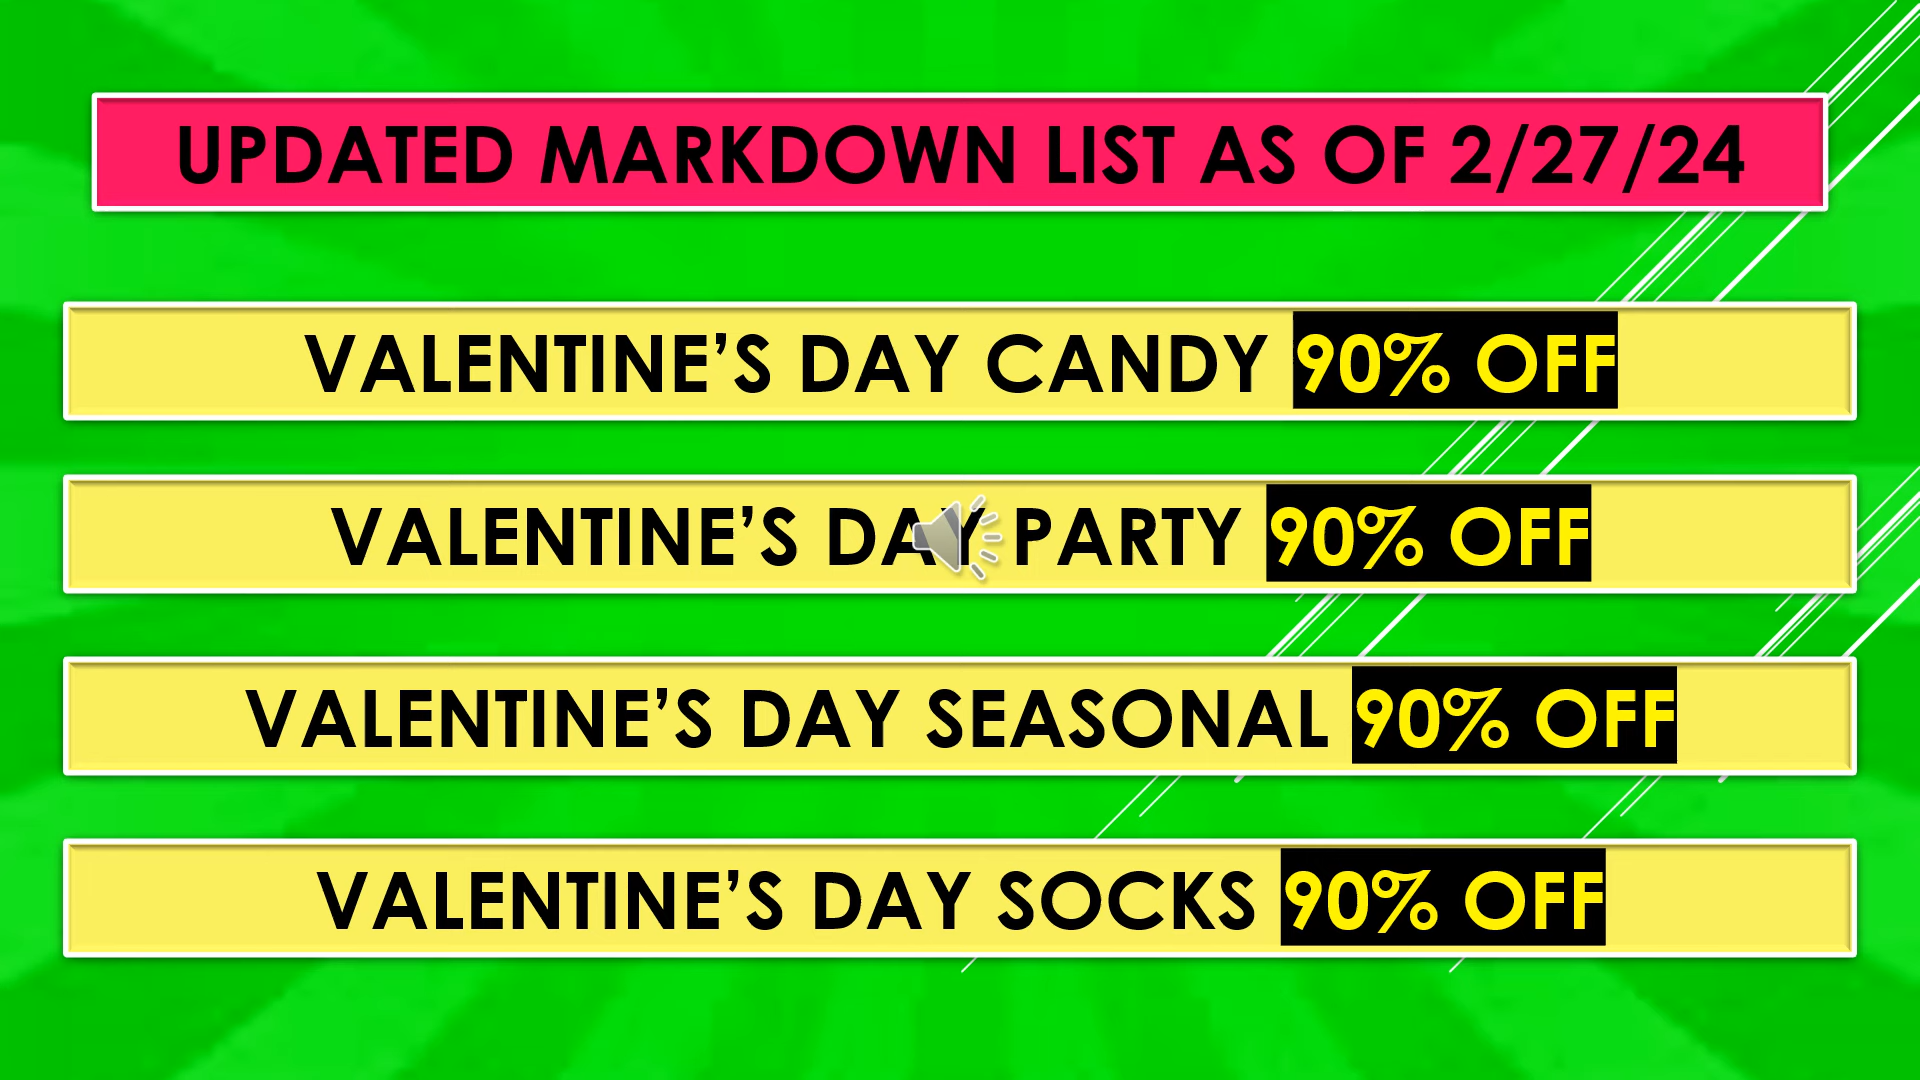 UPDATED MARKDOWN LIST AS OF 2/27/24
VALENTINE’S DAY CANDY 90% OFF
VALENTINE’S DAY PARTY 90% OFF
VALENTINE’S DAY SEASONAL 90% OFF
VALENTINE’S DAY SOCKS 90% OFF